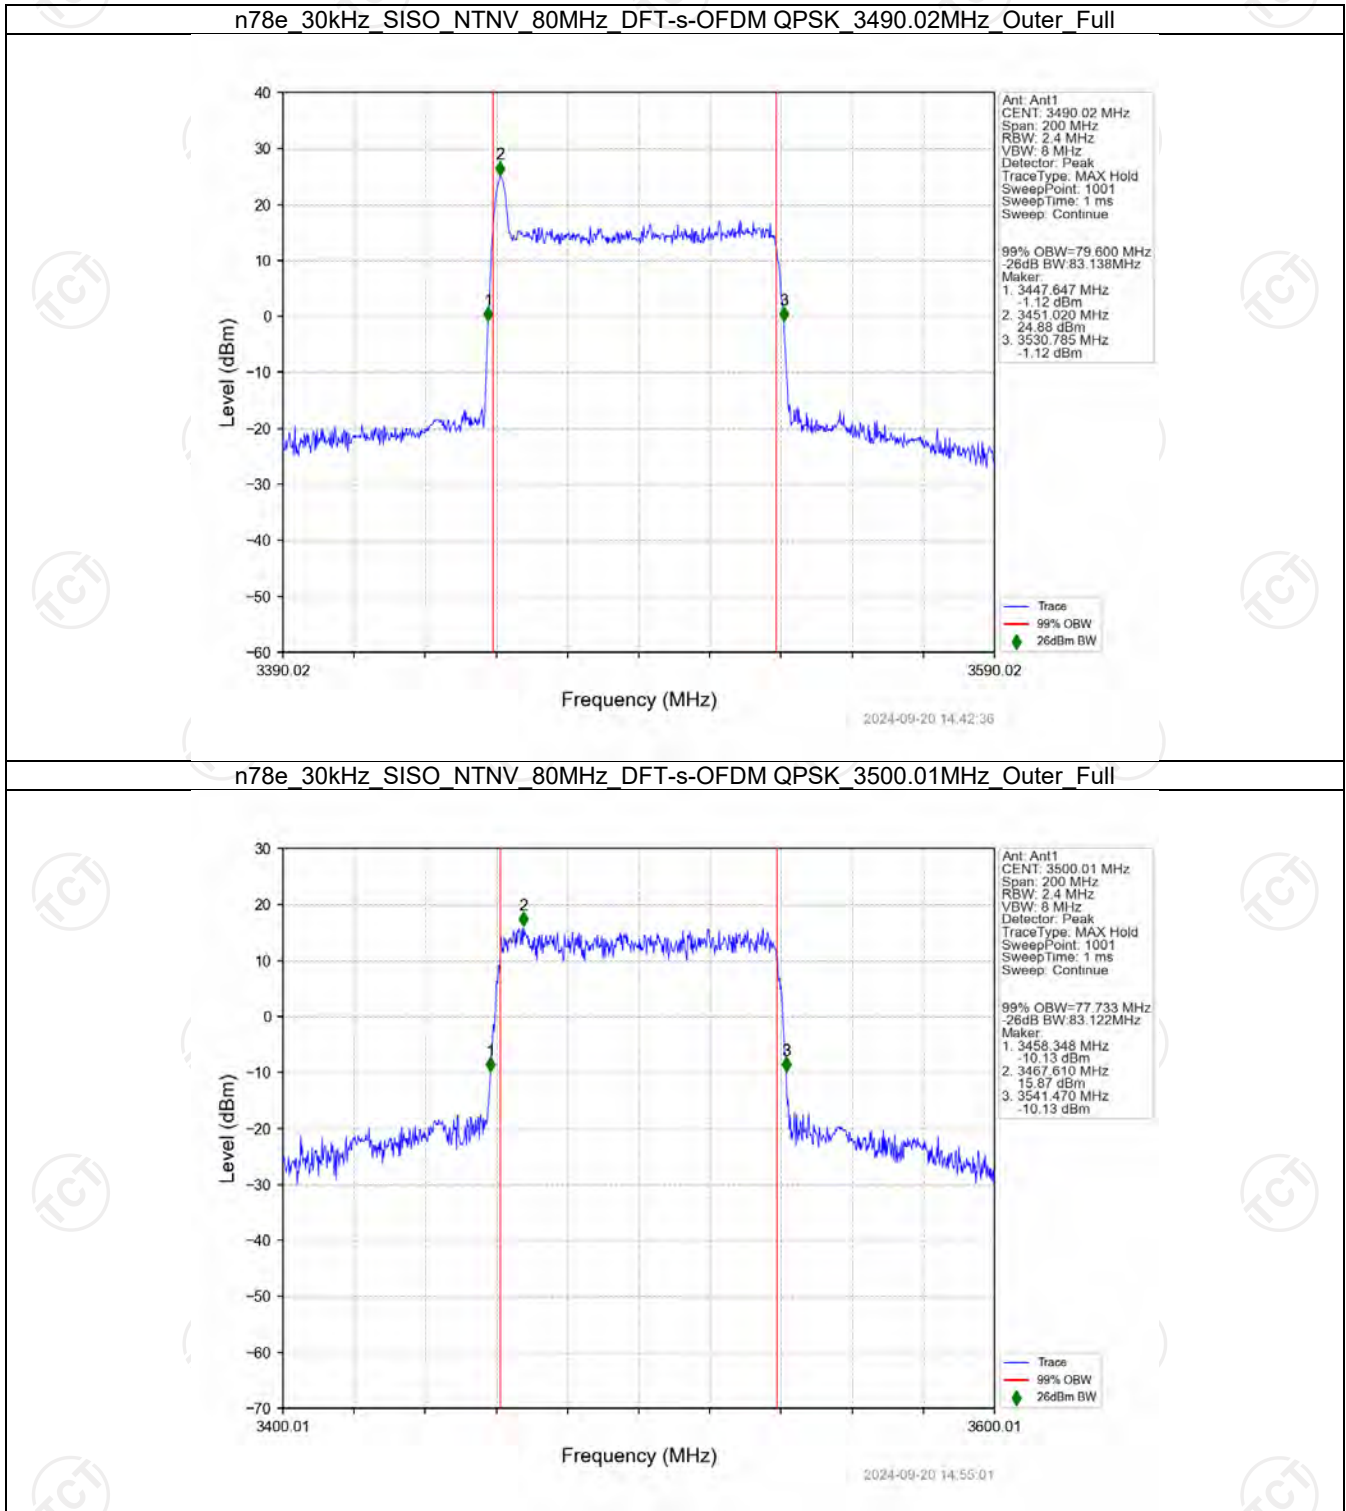 n78e_30kHz_SISO_NTNV_80MHz_DFT-s-OFDM QPSK_3490.02MHz_Outer_Full
40
30
20
10
0
−10
−20
−30
−40
−50
−60
Level (dBm)
2
1
3
3390.02
3590.02
Frequency (MHz)
Ant: Ant1
CENT: 3490.02 MHz
Span: 200 MHz
RBW: 2.4 MHz
VBW: 8 MHz
Detector: Peak
TraceType: MAX Hold
SweepPoint: 1001
SweepTime: 1 ms
Sweep: Continue
99% OBW=79.600 MHz
-26dB BW:83.138MHz
Maker:
1. 3447.647 MHz
-1.12 dBm
2. 3451.020 MHz
24.88 dBm
3. 3530.785 MHz
-1.12 dBm
Trace
99% OBW
26dBm BW
2024-09-20 14:42:36
n78e_30kHz_SISO_NTNV_80MHz_DFT-s-OFDM QPSK_3500.01MHz_Outer_Full
30
20
10
0
−10
−20
−30
−40
−50
−60
−70
Level (dBm)
2
1
3
3400.01
3600.01
Frequency (MHz)
Ant: Ant1
CENT: 3500.01 MHz
Span: 200 MHz
RBW: 2.4 MHz
VBW: 8 MHz
Detector: Peak
TraceType: MAX Hold
SweepPoint: 1001
SweepTime: 1 ms
Sweep: Continue
99% OBW=77.733 MHz
-26dB BW:83.122MHz
Maker:
1. 3458.348 MHz
-10.13 dBm
2. 3467.610 MHz
15.87 dBm
3. 3541.470 MHz
-10.13 dBm
Trace
99% OBW
26dBm BW
2024-09-20 14:55:01
TCT
TCT
TCT
TCT
TCT
TCT
TCT
TCT
TCT
TCT